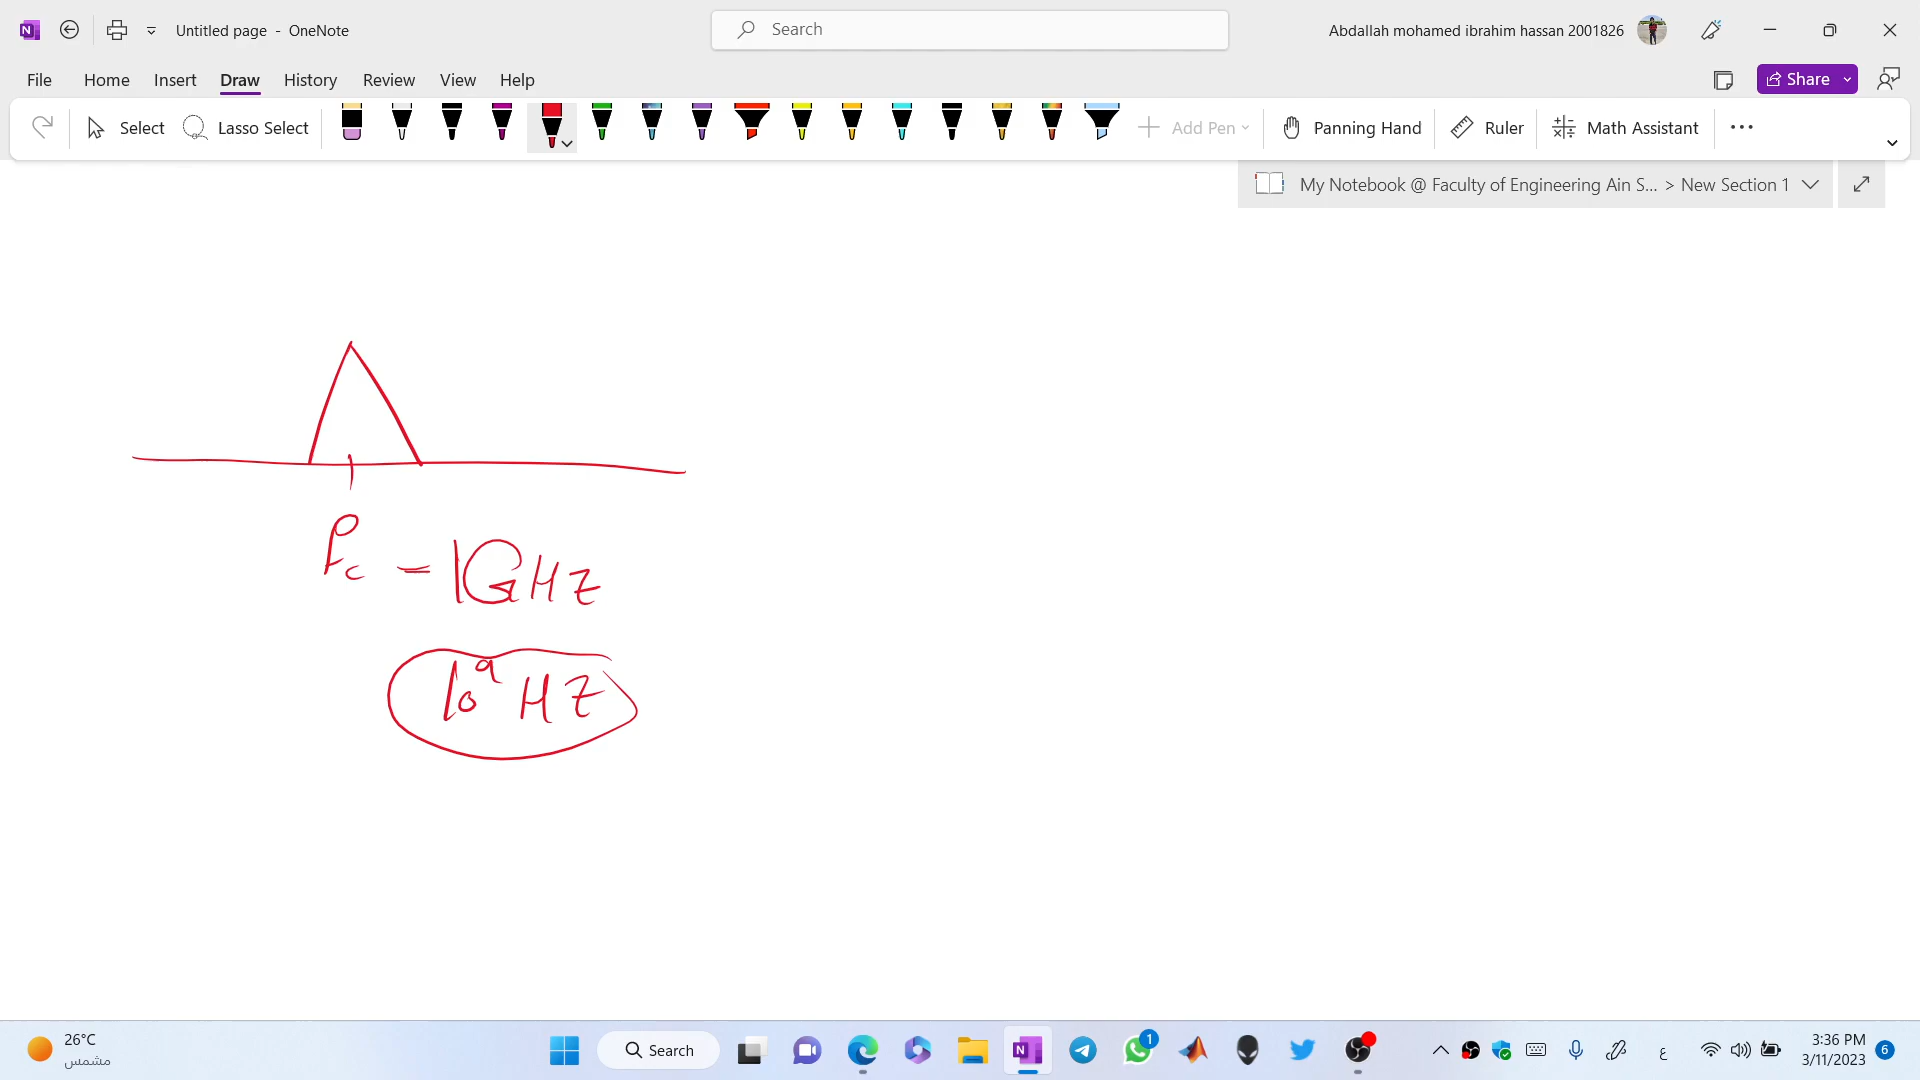 Untitled page - OneNote
Search
Abdallah mohamed ibrahim hassan 2001826
File Home Insert Draw History Review View Help
Share
Select Lasso Select Add Pen Panning Hand Ruler Math Assistant
My Notebook @ Faculty of Engineering Ain S... > New Section 1
fc = 1GHz
10⁹ Hz
26°C
مشمس
Search
1
ع
3:36 PM
3/11/2023
6